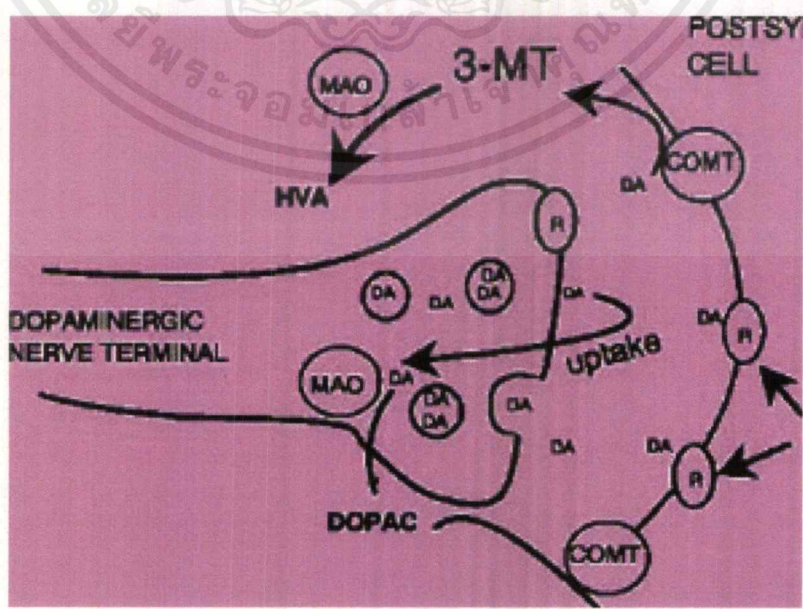 POSTSY
CELL
3-MT
MAO
COMT
DA
HVA
R
DA
DA
DA
DA
DA
DA
R
DOPAMINERGIC
NERVE TERMINAL
uptake
MAO
DA
DA
DA
DA
DA
DA
R
DOPAC
COMT